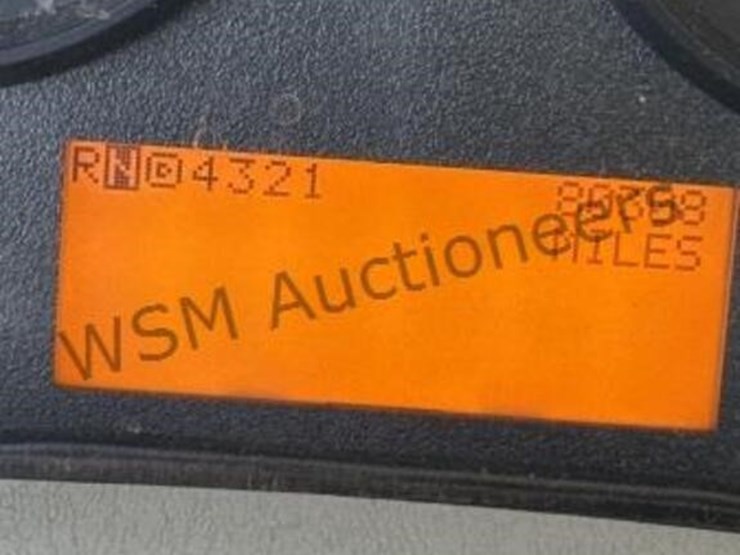 RN D 4321
MILES
WSM Auctioneers